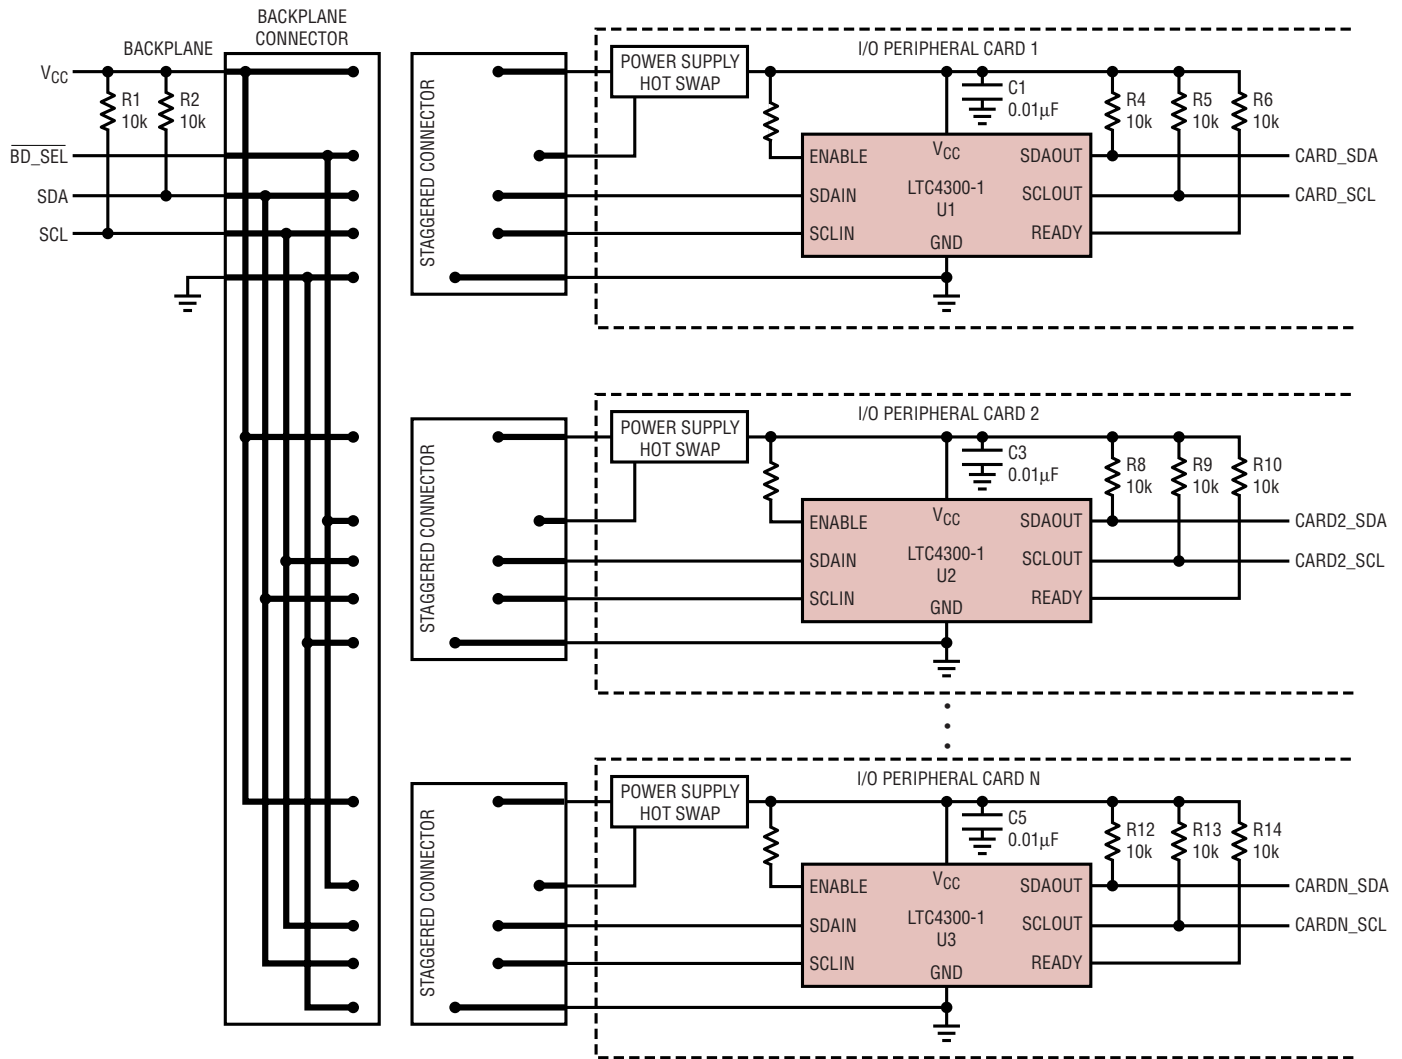 BACKPLANE
CONNECTOR
BACKPLANE
VCC
R1
10k
R2
10k
BD_SEL
SDA
SCL
STAGGERED CONNECTOR
POWER SUPPLY
HOT SWAP
I/O PERIPHERAL CARD 1
C1
0.01μF
R4
10k
R5
10k
R6
10k
ENABLE
VCC
SDAOUT
CARD_SDA
SDAIN
LTC4300-1
U1
SCLOUT
CARD_SCL
SCLIN
GND
READY
STAGGERED CONNECTOR
POWER SUPPLY
HOT SWAP
I/O PERIPHERAL CARD 2
C3
0.01μF
R8
10k
R9
10k
R10
10k
ENABLE
VCC
SDAOUT
CARD2_SDA
SDAIN
LTC4300-1
U2
SCLOUT
CARD2_SCL
SCLIN
GND
READY
STAGGERED CONNECTOR
POWER SUPPLY
HOT SWAP
I/O PERIPHERAL CARD N
C5
0.01μF
R12
10k
R13
10k
R14
10k
ENABLE
VCC
SDAOUT
CARDN_SDA
SDAIN
LTC4300-1
U3
SCLOUT
CARDN_SCL
SCLIN
GND
READY